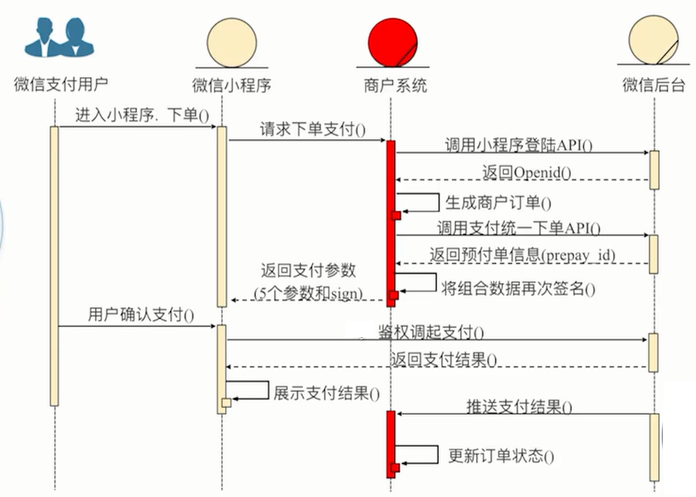 微信支付用户
微信小程序
商户系统
微信后台
进入小程序. 下单()
请求下单支付()
调用小程序登陆API()
返回Openid()
生成商户订单()
调用支付统一下单API()
返回预付单信息(prepay_id)
将组合数据再次签名()
返回支付参数
(5个参数和sign)
用户确认支付()
鉴权调起支付()
返回支付结果()
展示支付结果()
推送支付结果()
更新订单状态()